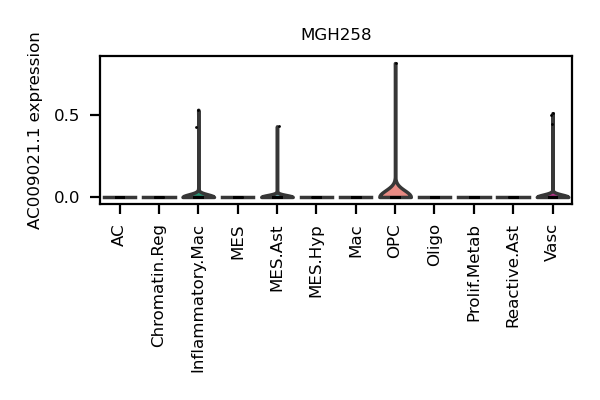 MGH258
AC009021.1 expression
0.5
0.0
AC
Chromatin.Reg
Inflammatory.Mac
MES
MES.Ast
MES.Hyp
Mac
OPC
Oligo
Prolif.Metab
Reactive.Ast
Vasc